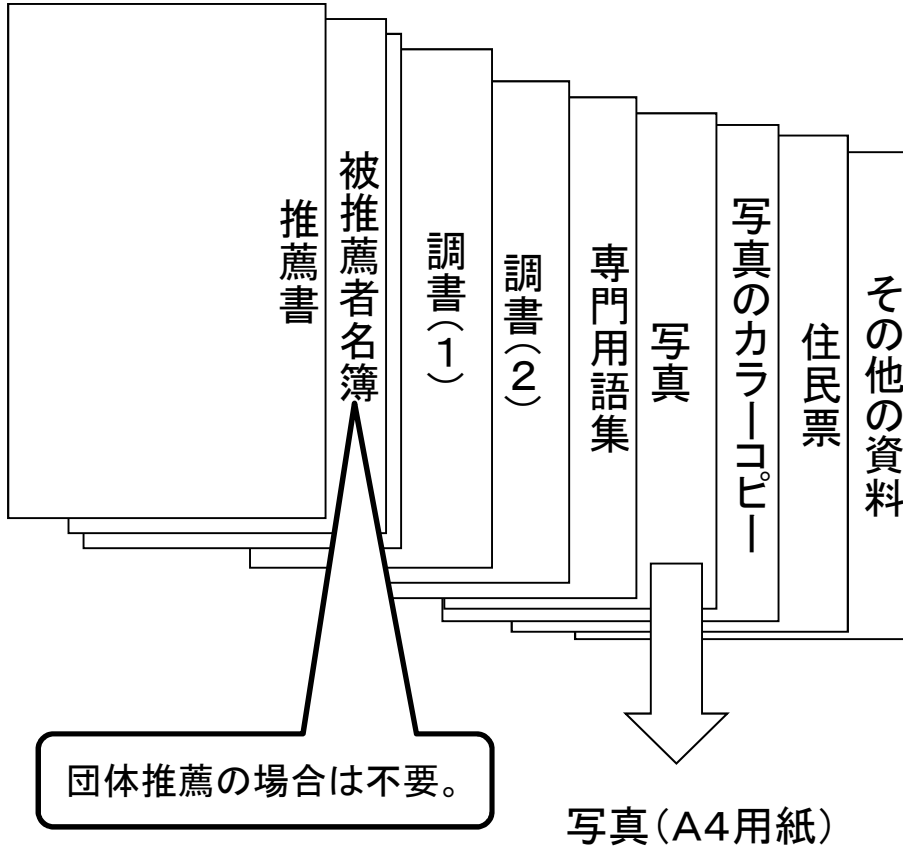 推薦書
被推薦者名簿
調書（１）
調書（２）
専門用語集
写真
写真のカラーコピー
住民票
その他の資料
団体推薦の場合は不要。
写真（Ａ４用紙）